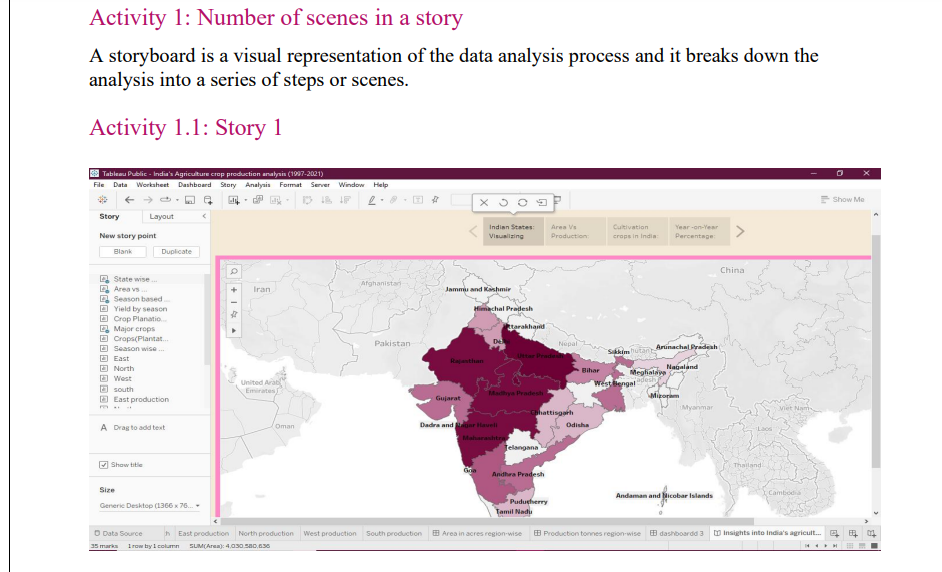 Activity 1: Number of scenes in a story
A storyboard is a visual representation of the data analysis process and it breaks down the
analysis into a series of steps or scenes.
Activity 1.1: Story 1
Tableau Public - India's Agriculture crop production analysis (1997-2021)
File Data Worksheet Dashboard Story Analysis Format Server Window Help
Show Me
Story Layout
New story point
Blank Duplicate
State wise ...
Area vs ...
Season based ...
Yield by season
Crop Planatio...
Major crops
Crops(Plantat...
Season wise ...
East
North
West
south
East production
A Drag to add text
Show title
Size
Generic Desktop (1366 x 76...
Indian States: Area Vs Cultivation Year -on-Year
Visualizing Production: crops in India: Percentage:
China
Iran
Afghanistan
Jammu and Kashmir
Himachal Pradesh
Uttarakhand
Pakistan
Delhi
Nepal
Uttar Pradesh
Sikkim
Arunachal Pradesh
Rajasthan
Bihar
Meghalaya
Nagaland
United Arab
Emirates
West Bengal
Gujarat
Madhya Pradesh
Mizoram
Myanmar
Viet Nam
Chhattisgarh
Oman
Dadra and Nagar Haveli
Odisha
Laos
Maharashtra
Telangana
Thailand
Goa
Andhra Pradesh
Cambodia
Puducherry
Andaman and Nicobar Islands
Tamil Nadu
Data Source h East production North production West production South production Area in acres region-wise Production tonnes region-wise dashboardd 3 Insights into India's agricult...
35 marks 1 row by 1 column SUM(Area): 4,030,580,636